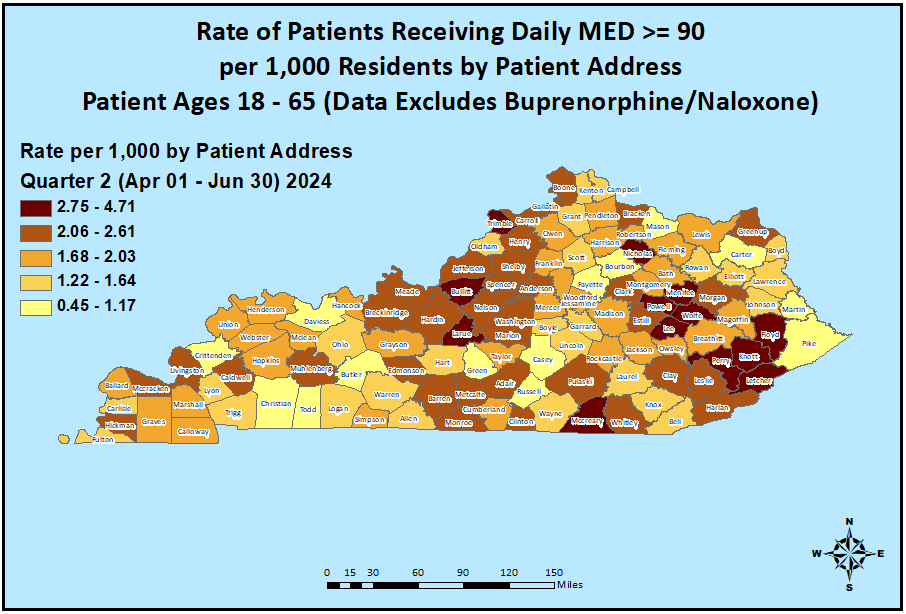 Rate of Patients Receiving Daily MED >= 90
per 1,000 Residents by Patient Address
Patient Ages 18 - 65 (Data Excludes Buprenorphine/Naloxone)
Rate per 1,000 by Patient Address
Quarter 2 (Apr 01 - Jun 30) 2024
2.75 - 4.71
2.06 - 2.61
1.68 - 2.03
1.22 - 1.64
0.45 - 1.17
Boone
Kenton
Campbell
Gallatin
Trimble
Carroll
Grant
Pendleton
Bracken
Mason
Owen
Robertson
Lewis
Greenup
Oldham
Henry
Harrison
Nicholas
Fleming
Carter
Boyd
Jefferson
Shelby
Franklin
Scott
Bourbon
Bath
Rowan
Elliott
Lawrence
Bullitt
Spencer
Anderson
Woodford
Fayette
Clark
Montgomery
Menifee
Morgan
Johnson
Martin
Meade
Breckinridge
Hancock
Hardin
Nelson
Washington
Mercer
Jessamine
Madison
Estill
Powell
Wolfe
Magoffin
Floyd
Pike
Henderson
Union
Daviess
Webster
Mclean
Ohio
Grayson
Larue
Marion
Boyle
Garrard
Lee
Breathitt
Knott
Crittenden
Hopkins
Muhlenberg
Butler
Edmonson
Hart
Green
Taylor
Casey
Lincoln
Rockcastle
Jackson
Owsley
Perry
Letcher
Livingston
Caldwell
Lyon
Ballard
Mccracken
Marshall
Carlisle
Hickman
Graves
Calloway
Fulton
Trigg
Christian
Todd
Logan
Warren
Simpson
Allen
Barren
Metcalfe
Adair
Russell
Pulaski
Laurel
Clay
Leslie
Harlan
Monroe
Cumberland
Clinton
Wayne
Mccreary
Whitley
Knox
Bell
N
W
E
S
0 15 30 60 90 120 150
Miles